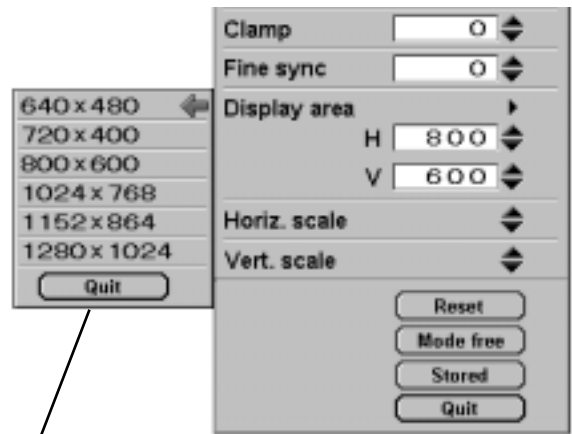 640 x 480
720 x 400
800 x 600
1024 x 768
1152 x 864
1280 x 1024
Quit
Clamp 0
Fine sync 0
Display area
H 800
V 600
Horiz. scale
Vert. scale
Reset
Mode free
Stored
Quit